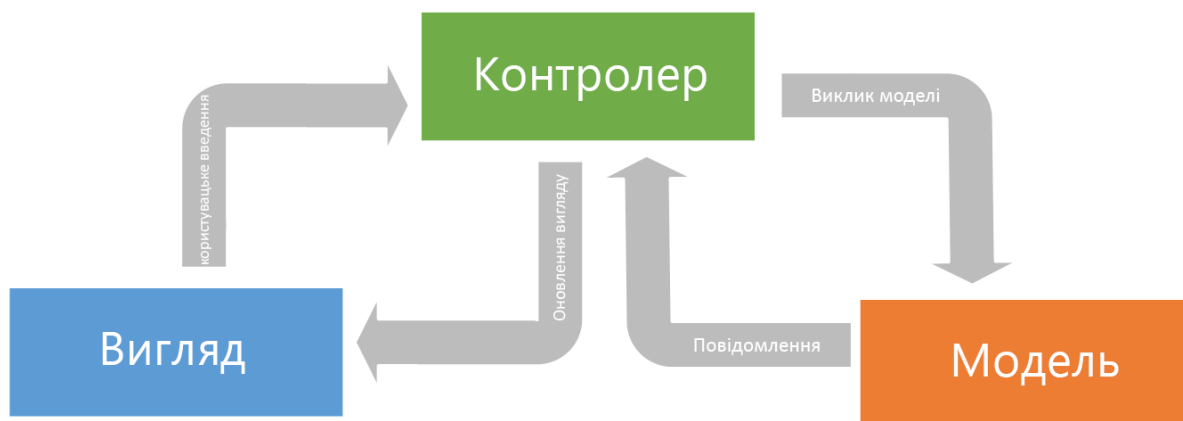 Контролер
Виклик моделі
користувацьке введення
Оновлення вигляду
Повідомлення
Вигляд
Модель